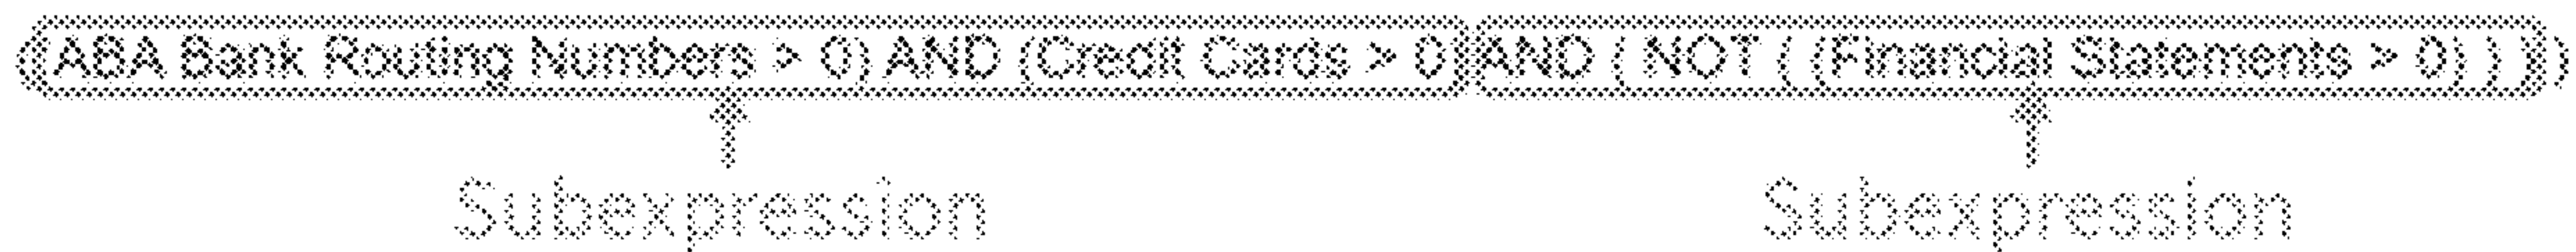 ((ABA Bank Routing Numbers > 0) AND (Credit Cards > 0) AND ( NOT ( (Financial Statements > 0) ) ))
Subexpression Subexpression